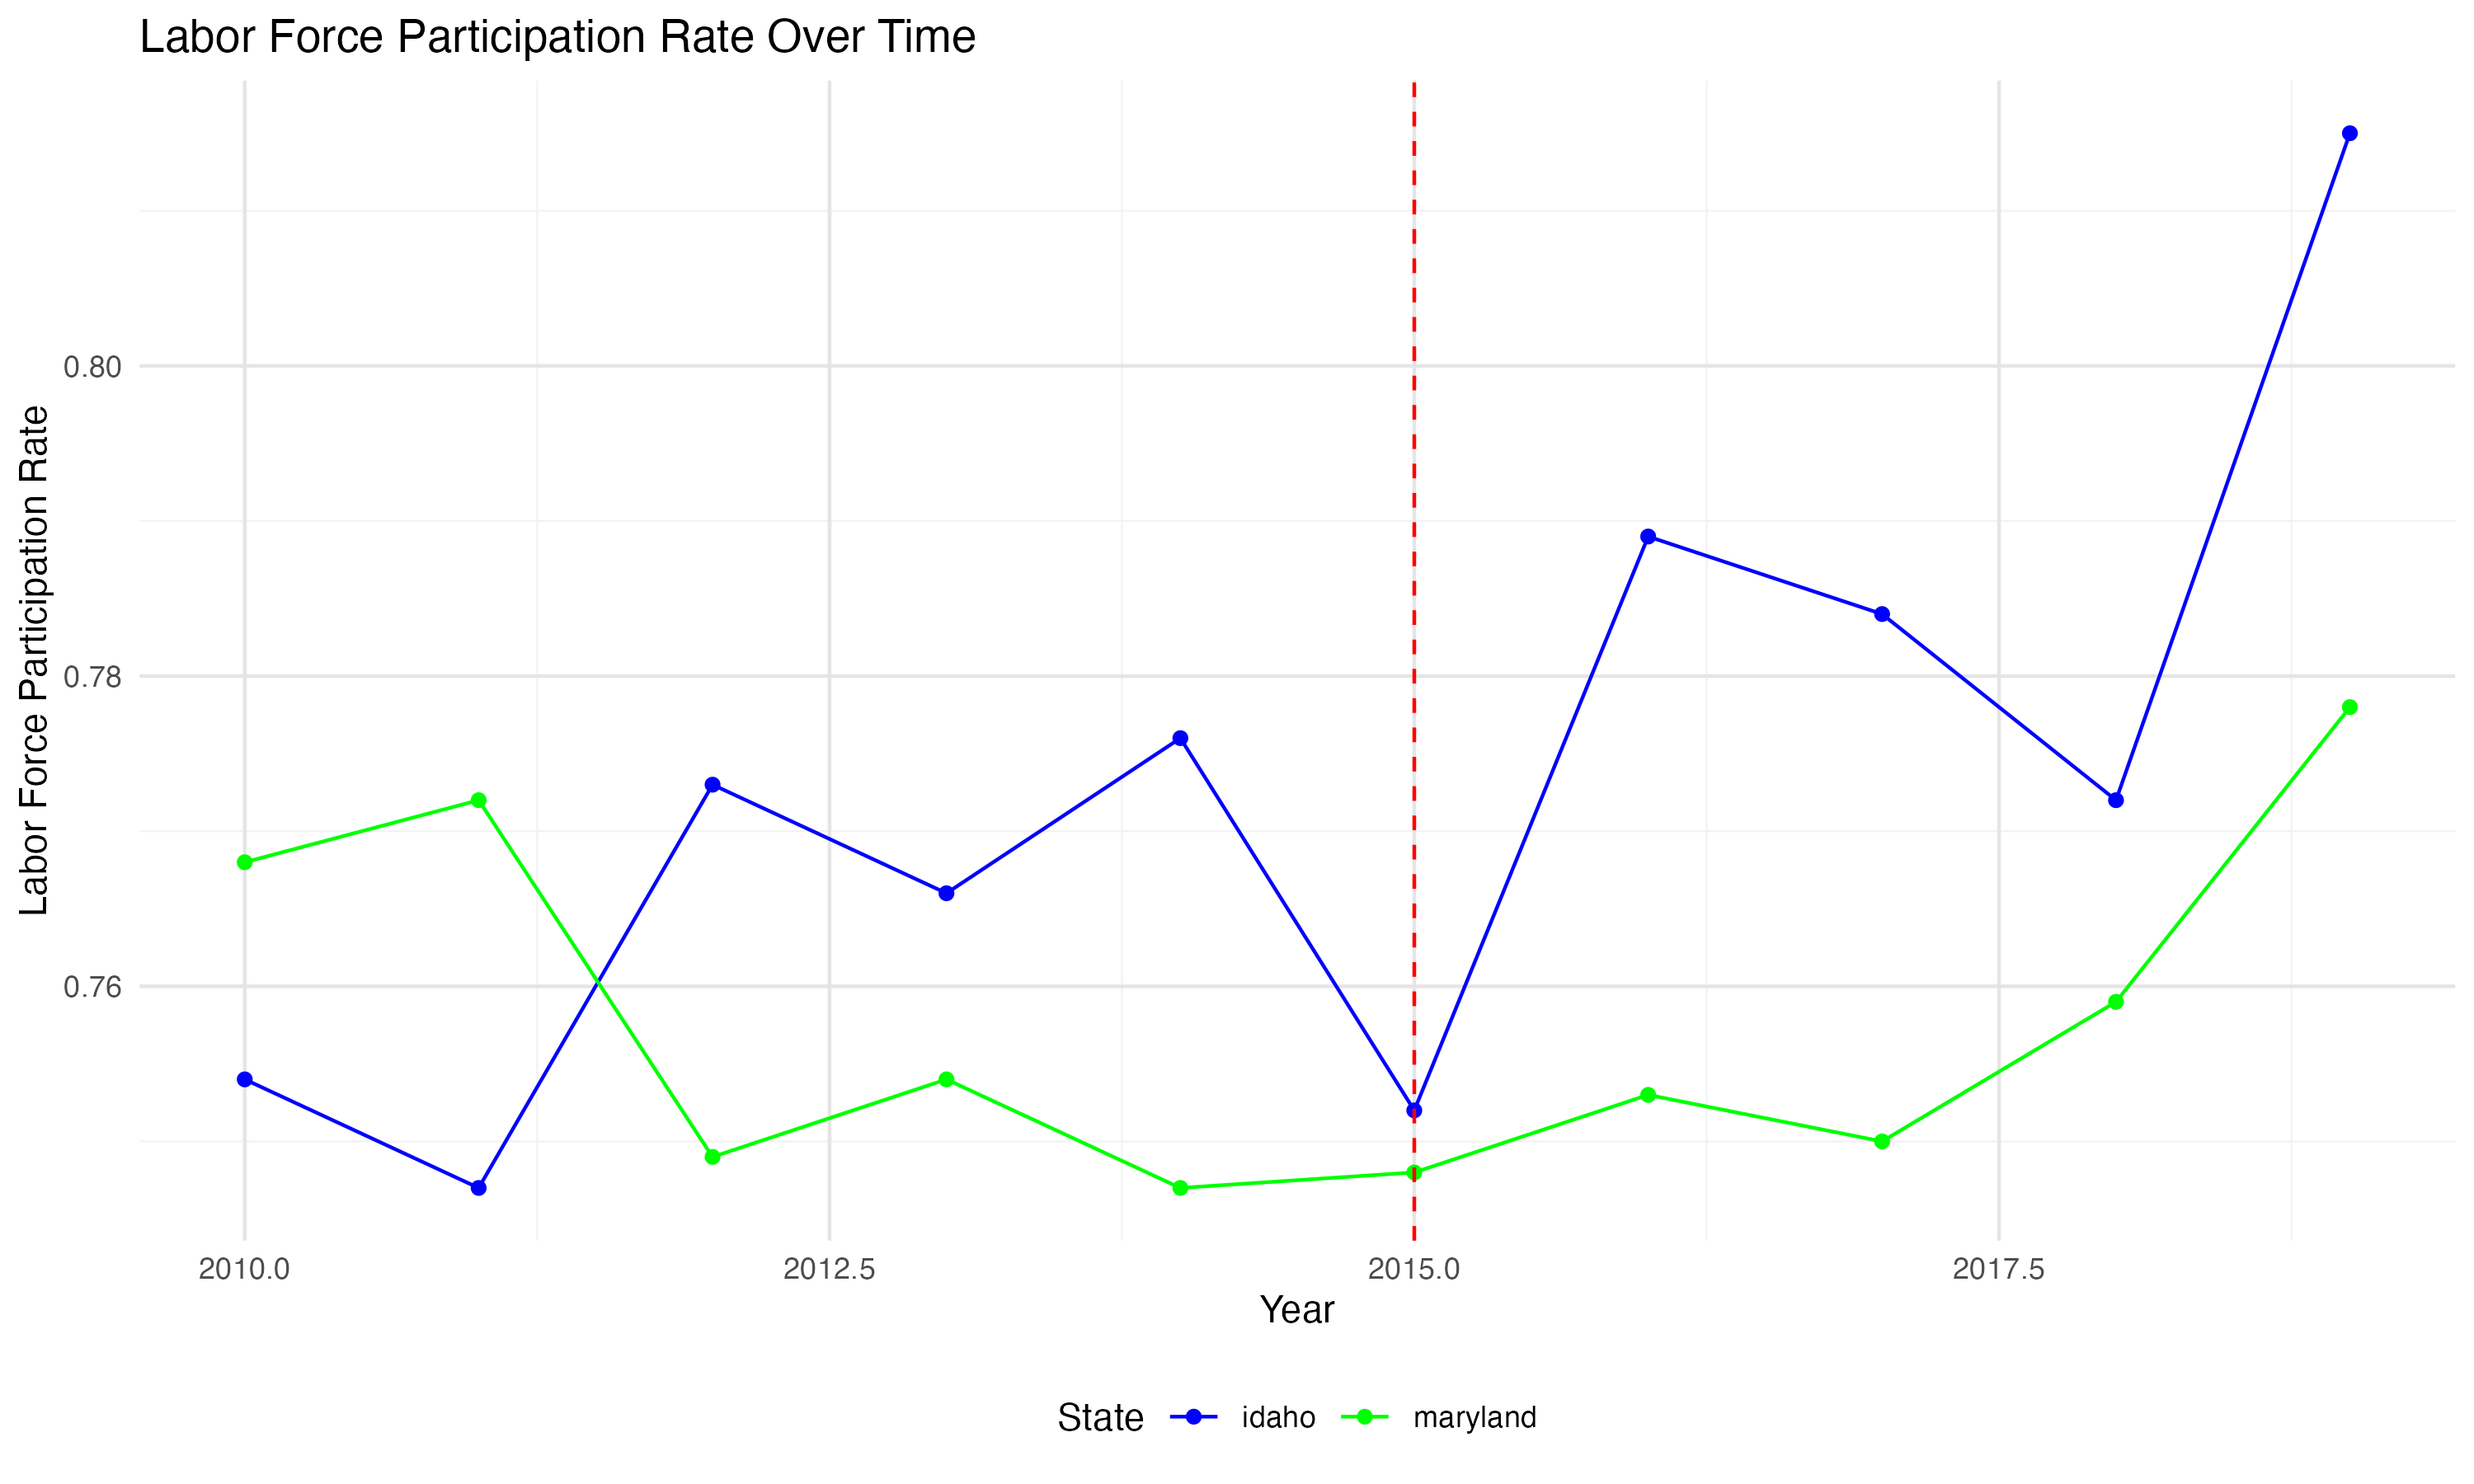 Labor Force Participation Rate Over Time
Labor Force Participation Rate
0.80
0.78
0.76
2010.0 2012.5 2015.0 2017.5
Year
State idaho maryland